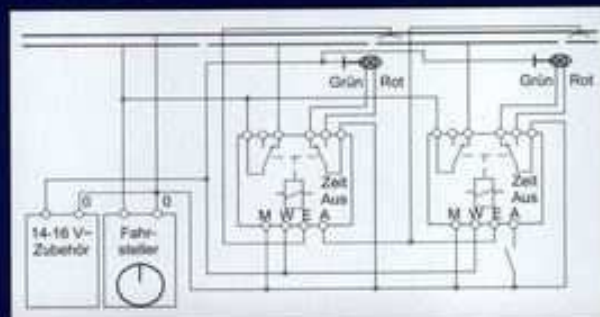 Grün Rot
Grün Rot
Zeit
Aus
M W E A
Zeit
Aus
M W E A
0
0
14-16 V~
Zubehör
Fahr-
steller